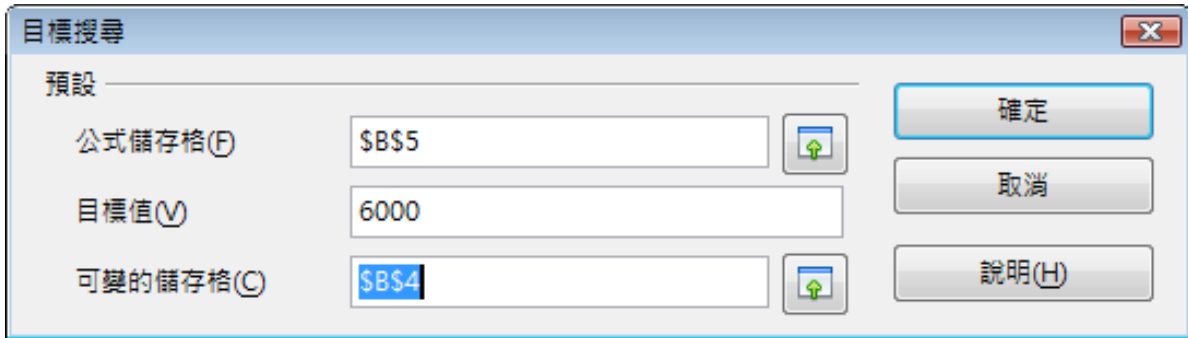 目標搜尋
預設
公式儲存格(F)
$B$5
目標值(V)
6000
可變的儲存格(C)
$B$4
確定
取消
說明(H)